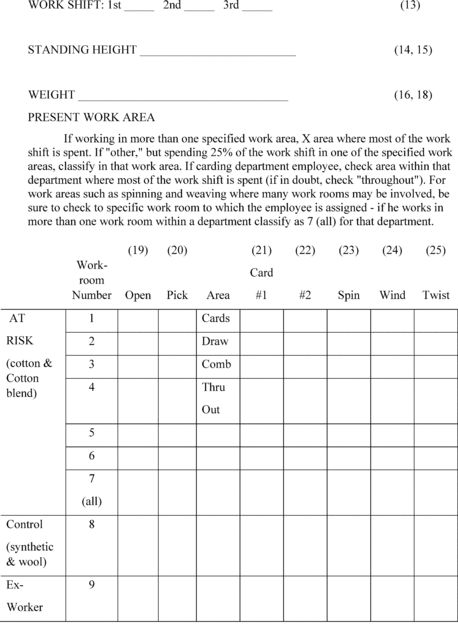 WORK SHIFT: 1st _____ 2nd _____ 3rd _____ (13)
STANDING HEIGHT __________________________ (14, 15)
WEIGHT ___________________________________ (16, 18)
PRESENT WORK AREA
If working in more than one specified work area, X area where most of the work
shift is spent. If "other," but spending 25% of the work shift in one of the specified work
areas, classify in that work area. If carding department employee, check area within that
department where most of the work shift is spent (if in doubt, check "throughout"). For
work areas such as spinning and weaving where many work rooms may be involved, be
sure to check to specific work room to which the employee is assigned - if he works in
more than one work room within a department classify as 7 (all) for that department.
(19) (20) (21) (22) (23) (24) (25)
Work- Card
room
Number Open Pick Area #1 #2 Spin Wind Twist
AT 1 Cards
RISK 2 Draw
(cotton & 3 Comb
Cotton
blend) 4 Thru
Out
5
6
7
(all)
Control 8
(synthetic
& wool)
Ex- 9
Worker